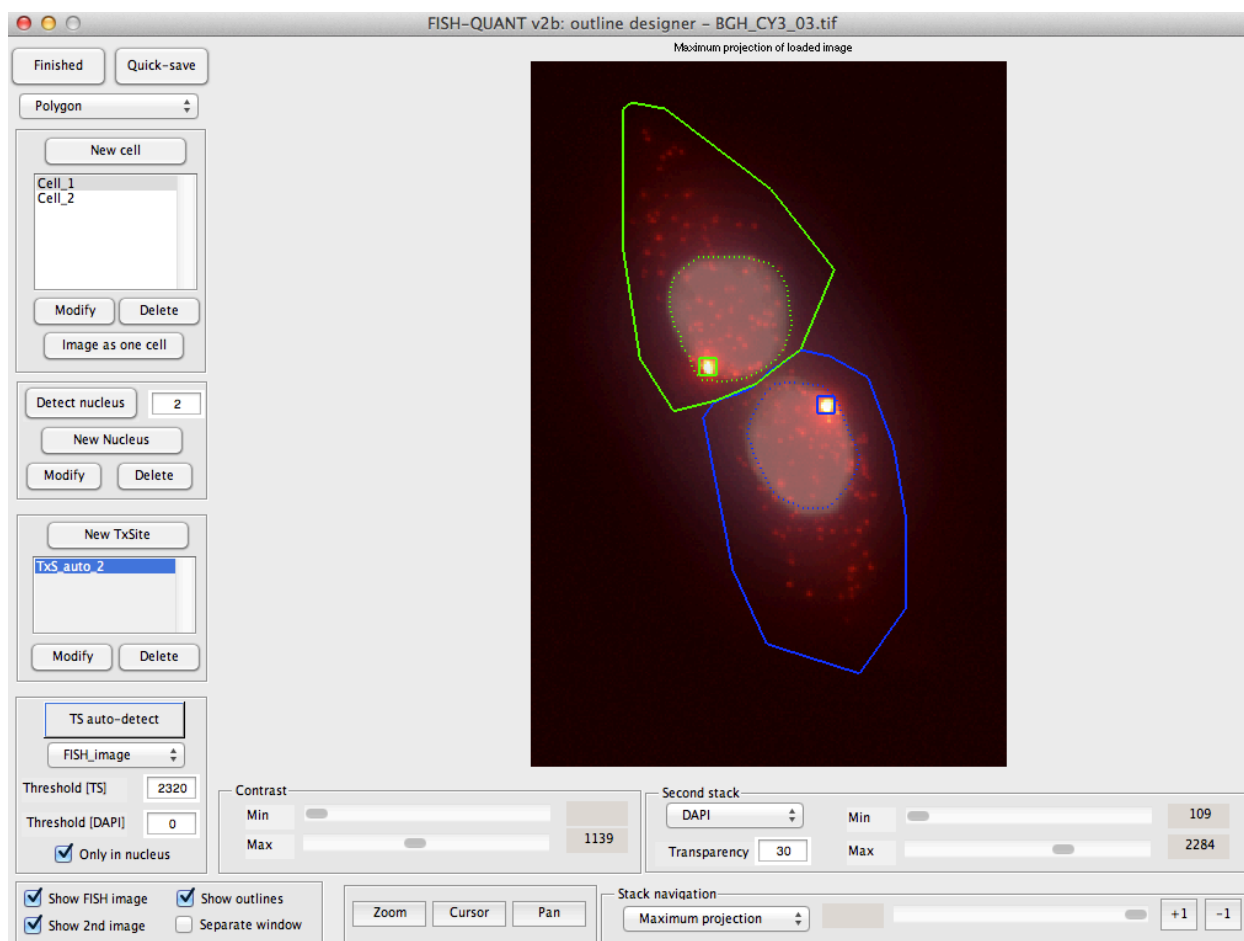 FISH-QUANT v2b: outline designer – BGH_CY3_03.tif
Maximum projection of loaded image
Finished Quick-save
Polygon
New cell
Cell_1
Cell_2
Modify Delete
Image as one cell
Detect nucleus 2
New Nucleus
Modify Delete
New TxSite
TxS_auto_2
Modify Delete
TS auto-detect
FISH_image
Threshold [TS] 2320
Threshold [DAPI] 0
Only in nucleus
Contrast
Min
Max 1139
Second stack
DAPI Min 109
Transparency 30 Max 2284
Show FISH image Show outlines
Show 2nd image Separate window
Zoom Cursor Pan
Stack navigation
Maximum projection +1 -1